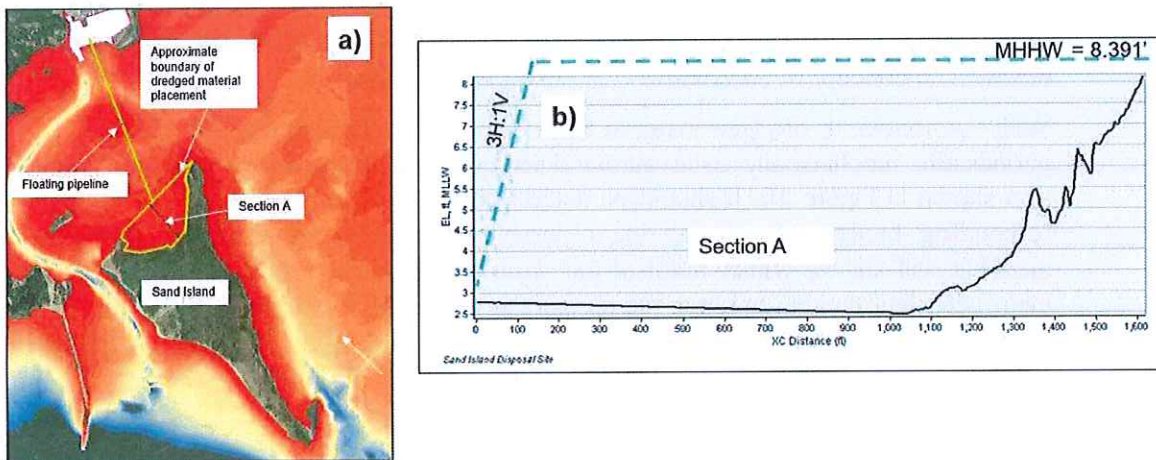 a)
Approximate
boundary of
dredged material
placement
Floating pipeline
Section A
Sand Island
MHHW = 8.391'
3H:1V
b)
EL, ft, MLLW
8
7.5
7
6.5
6
5.5
5
4.5
4
3.5
3
2.5
Section A
0 100 200 300 400 500 600 700 800 900 1,000 1,100 1,200 1,300 1,400 1,500 1,600
XC Distance (ft)
Sand Island Disposal Site